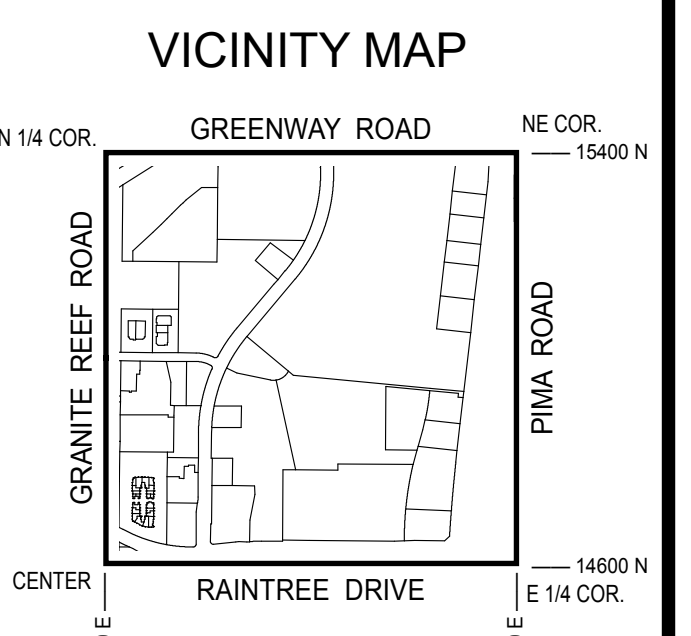 VICINITY MAP
N 1/4 COR.
GREENWAY ROAD
NE COR.
15400 N
GRANITE REEF ROAD
PIMA ROAD
14600 N
CENTER
RAINTREE DRIVE
E 1/4 COR.
E
E